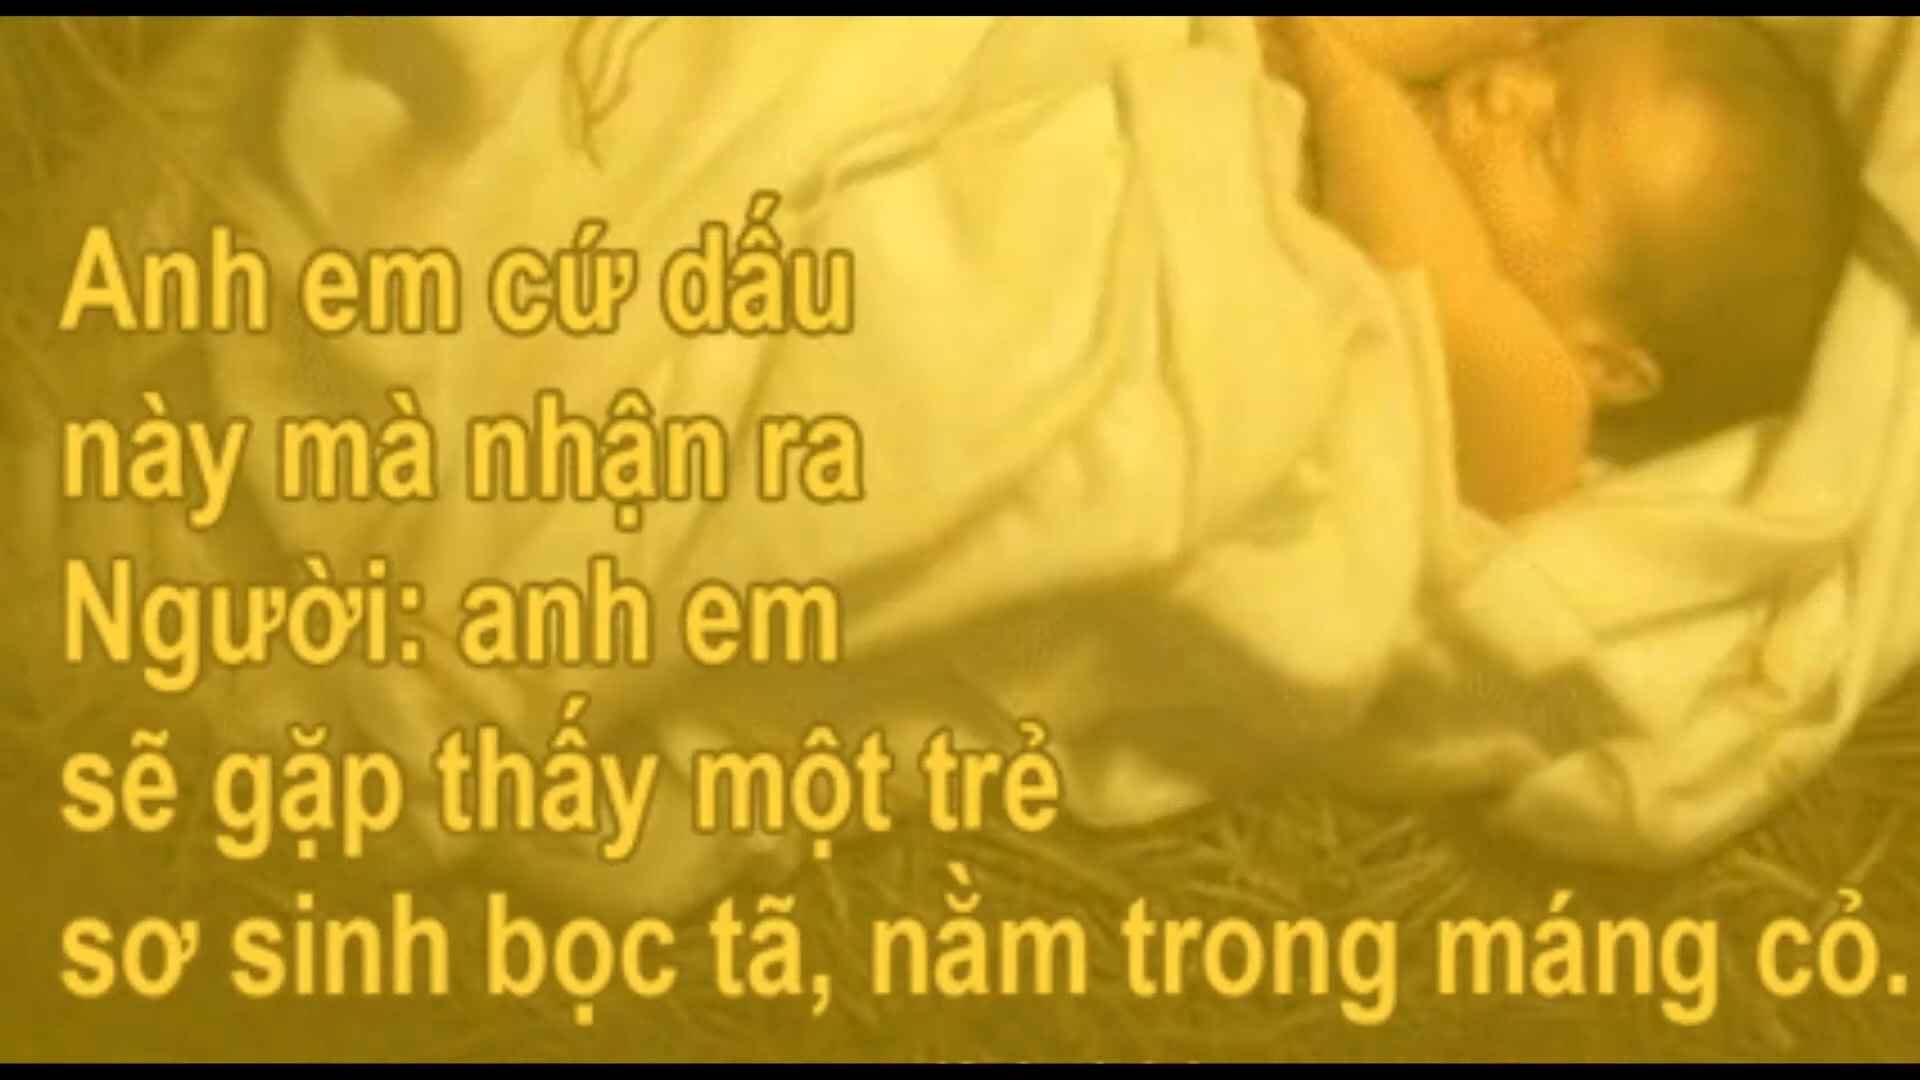 Anh em cứ dấu
này mà nhận ra
Người: anh em
sẽ gặp thấy một trẻ
sơ sinh bọc tã, nằm trong máng cỏ.